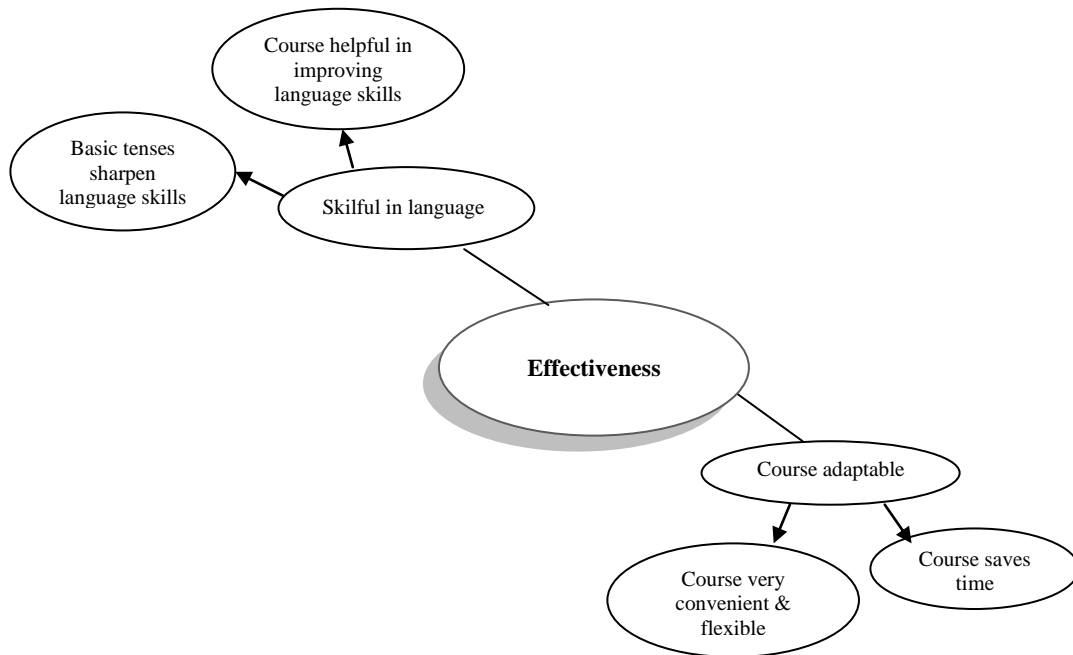 Course helpful in
improving
language skills
Basic tenses
sharpen
language skills
Skilful in language
Effectiveness
Course adaptable
Course very
convenient &
flexible
Course saves
time